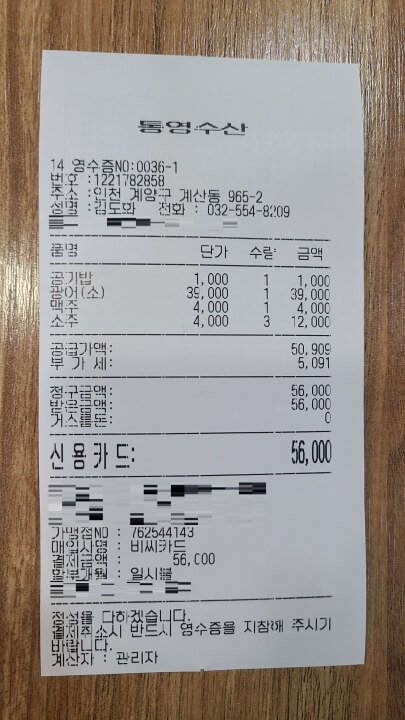 통영수산
14 영수증NO:0036-1
번호 :1221782858
주소 :인천 계양구 계산동 965-2
성명 :김도화 전화 : 032-554-8209
품명 단가 수량 금액
공기밥 1,000 1 1,000
광어(소) 39,000 1 39,000
맥주 4,000 1 4,000
소주 4,000 3 12,000
공급가액: 50,909
부 가 세: 5,091
청구금액: 56,000
받은금액: 56,000
거스름돈: 0
신용카드: 56,000
가맹점NO : 762544143
매입사명 : 비씨카드
결제금액 : 56,000
할부개월 : 일시불
정성을 다하겠습니다.
결제취소시 반드시 영수증을 지참해 주시기
바랍니다.
계산자 : 관리자